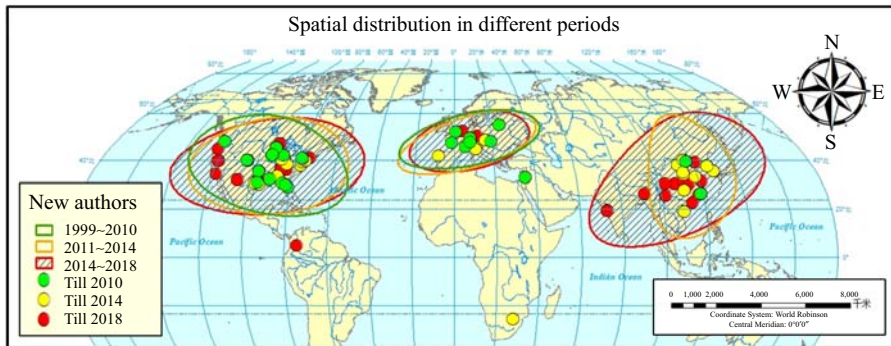 Spatial distribution in different periods
N
W
E
S
Pacific Ocean
Indian Ocean
Pacific Ocean
New authors
1999~2010
2011~2014
2014~2018
Till 2010
Till 2014
Till 2018
0 1,000 2,000 4,000 6,000 8,000
千米
Coordinate System: World Robinson
Central Meridian: 0°0′0″